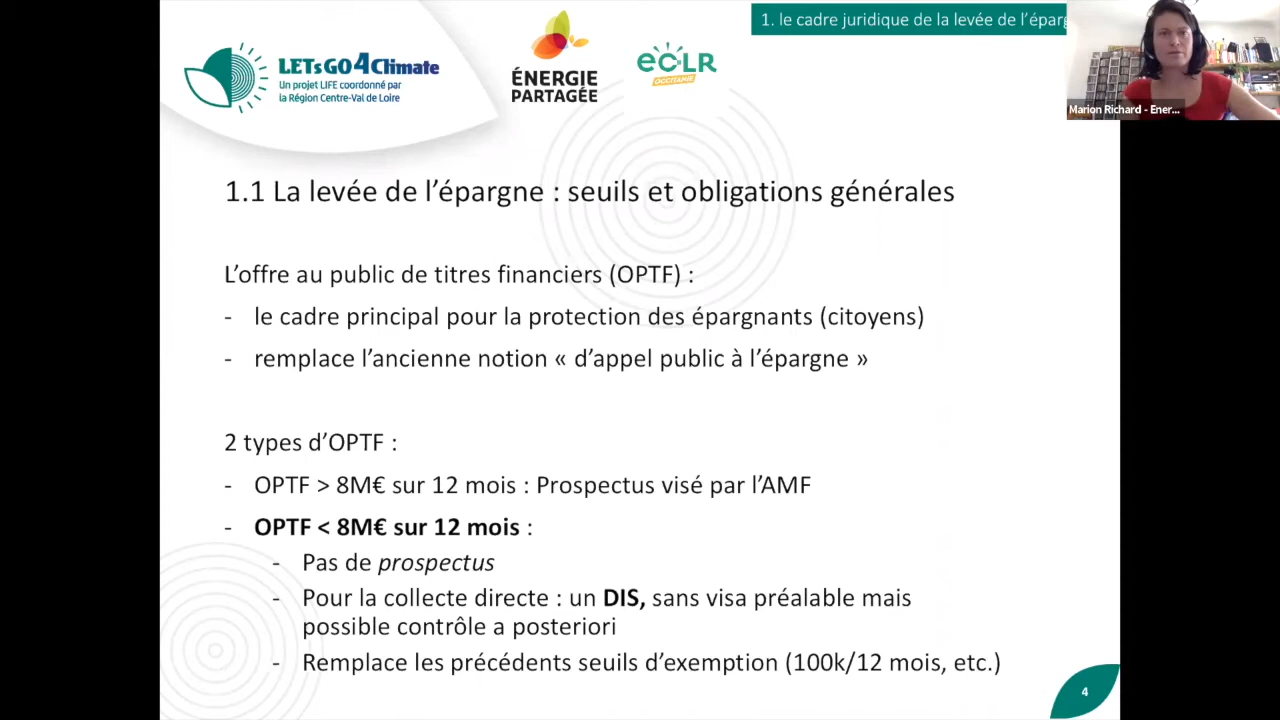 1. le cadre juridique de la levée de l’éparg
LETsGO4Climate
Un projet LIFE coordonné par
la Région Centre-Val de Loire
ÉNERGIE
PARTAGÉE
ECLR
OCCITANIE
Marion Richard - Ener...
1.1 La levée de l’épargne : seuils et obligations générales
L’offre au public de titres financiers (OPTF) :
- le cadre principal pour la protection des épargnants (citoyens)
- remplace l’ancienne notion « d’appel public à l’épargne »
2 types d’OPTF :
- OPTF > 8M€ sur 12 mois : Prospectus visé par l’AMF
- OPTF < 8M€ sur 12 mois :
- Pas de prospectus
- Pour la collecte directe : un DIS, sans visa préalable mais
possible contrôle a posteriori
- Remplace les précédents seuils d’exemption (100k/12 mois, etc.)
4